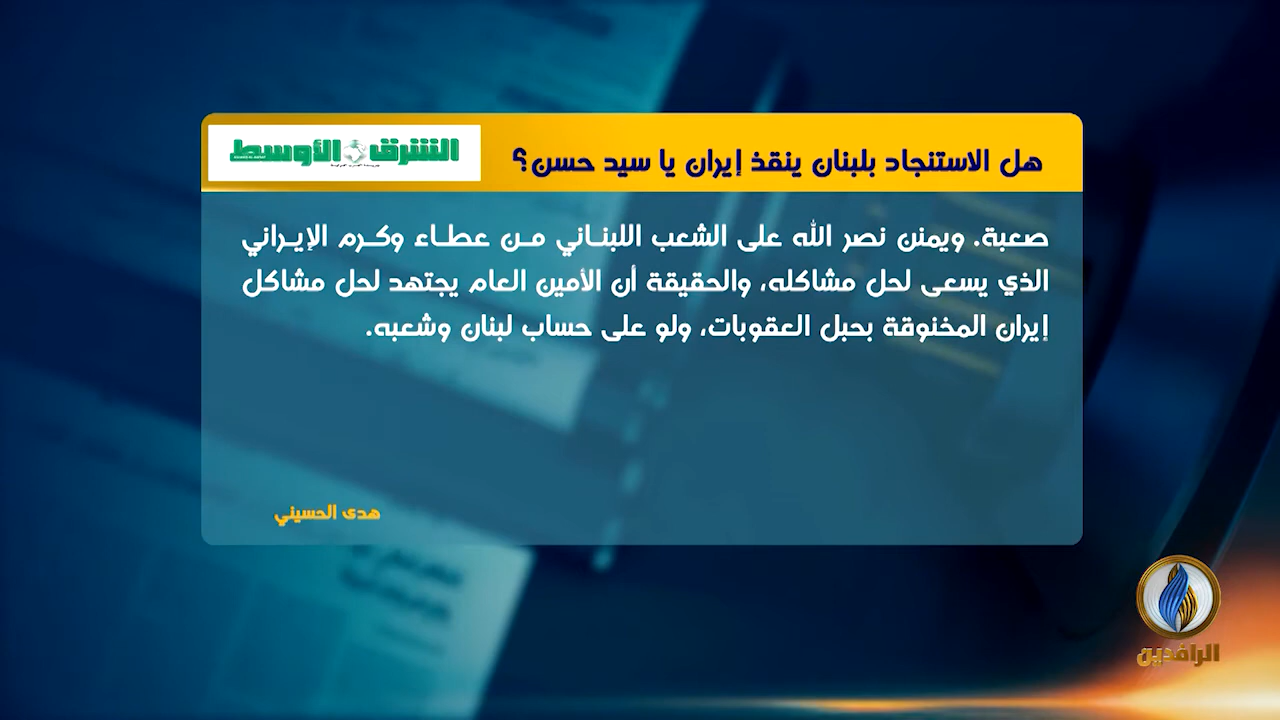 هل الاستنجاد بلبنان ينقذ إيران يا سيد حسن؟
الشرق الأوسط
صعبة. ويمنن نصر الله على الشعب اللبناني من عطاء وكرم الإيراني
الذي يسعى لحل مشاكله، والحقيقة أن الأمين العام يجتهد لحل مشاكل
إيران المخنوقة بحبل العقوبات، ولو على حساب لبنان وشعبه.
هدى الحسيني
الرافدين